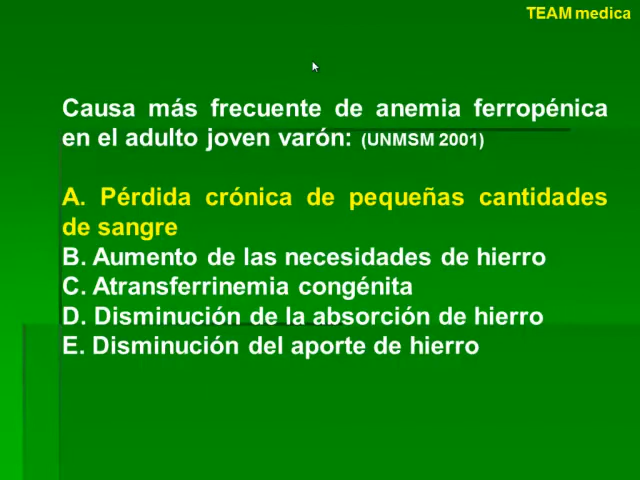 TEAM medica
Causa más frecuente de anemia ferropénica
en el adulto joven varón: (UNMSM 2001)
A. Pérdida crónica de pequeñas cantidades
de sangre
B. Aumento de las necesidades de hierro
C. Atransferrinemia congénita
D. Disminución de la absorción de hierro
E. Disminución del aporte de hierro